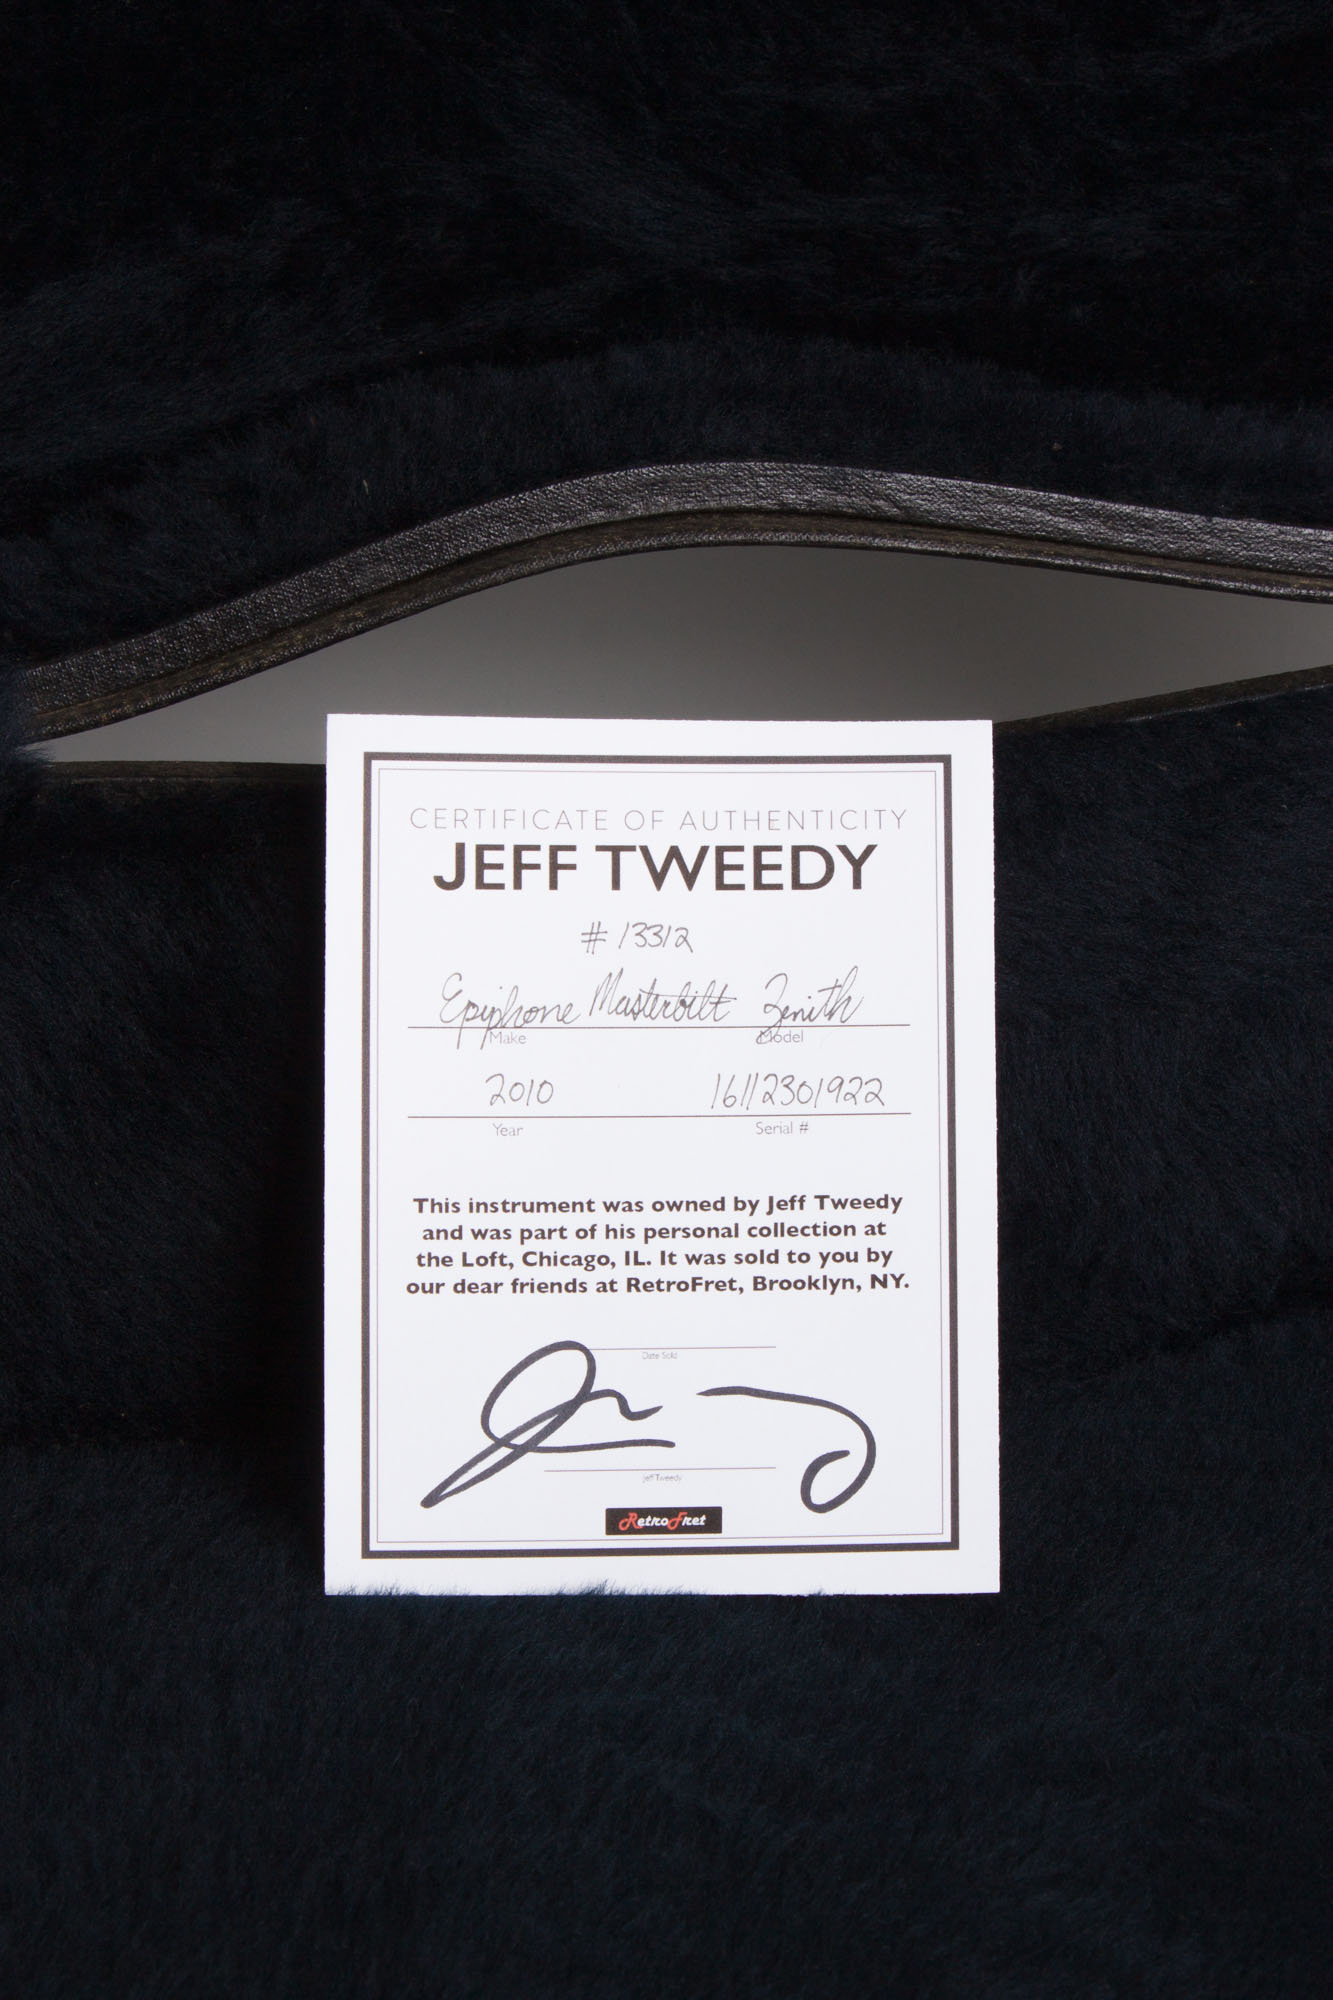 CERTIFICATE OF AUTHENTICITY
JEFF TWEEDY
# 13312
Epiphone Masterbilt Zenith
Make Model
2010 16112301922
Year Serial #
This instrument was owned by Jeff Tweedy
and was part of his personal collection at
the Loft, Chicago, IL. It was sold to you by
our dear friends at RetroFret, Brooklyn, NY.
Date Sold
Jeff Tweedy
RetroFret